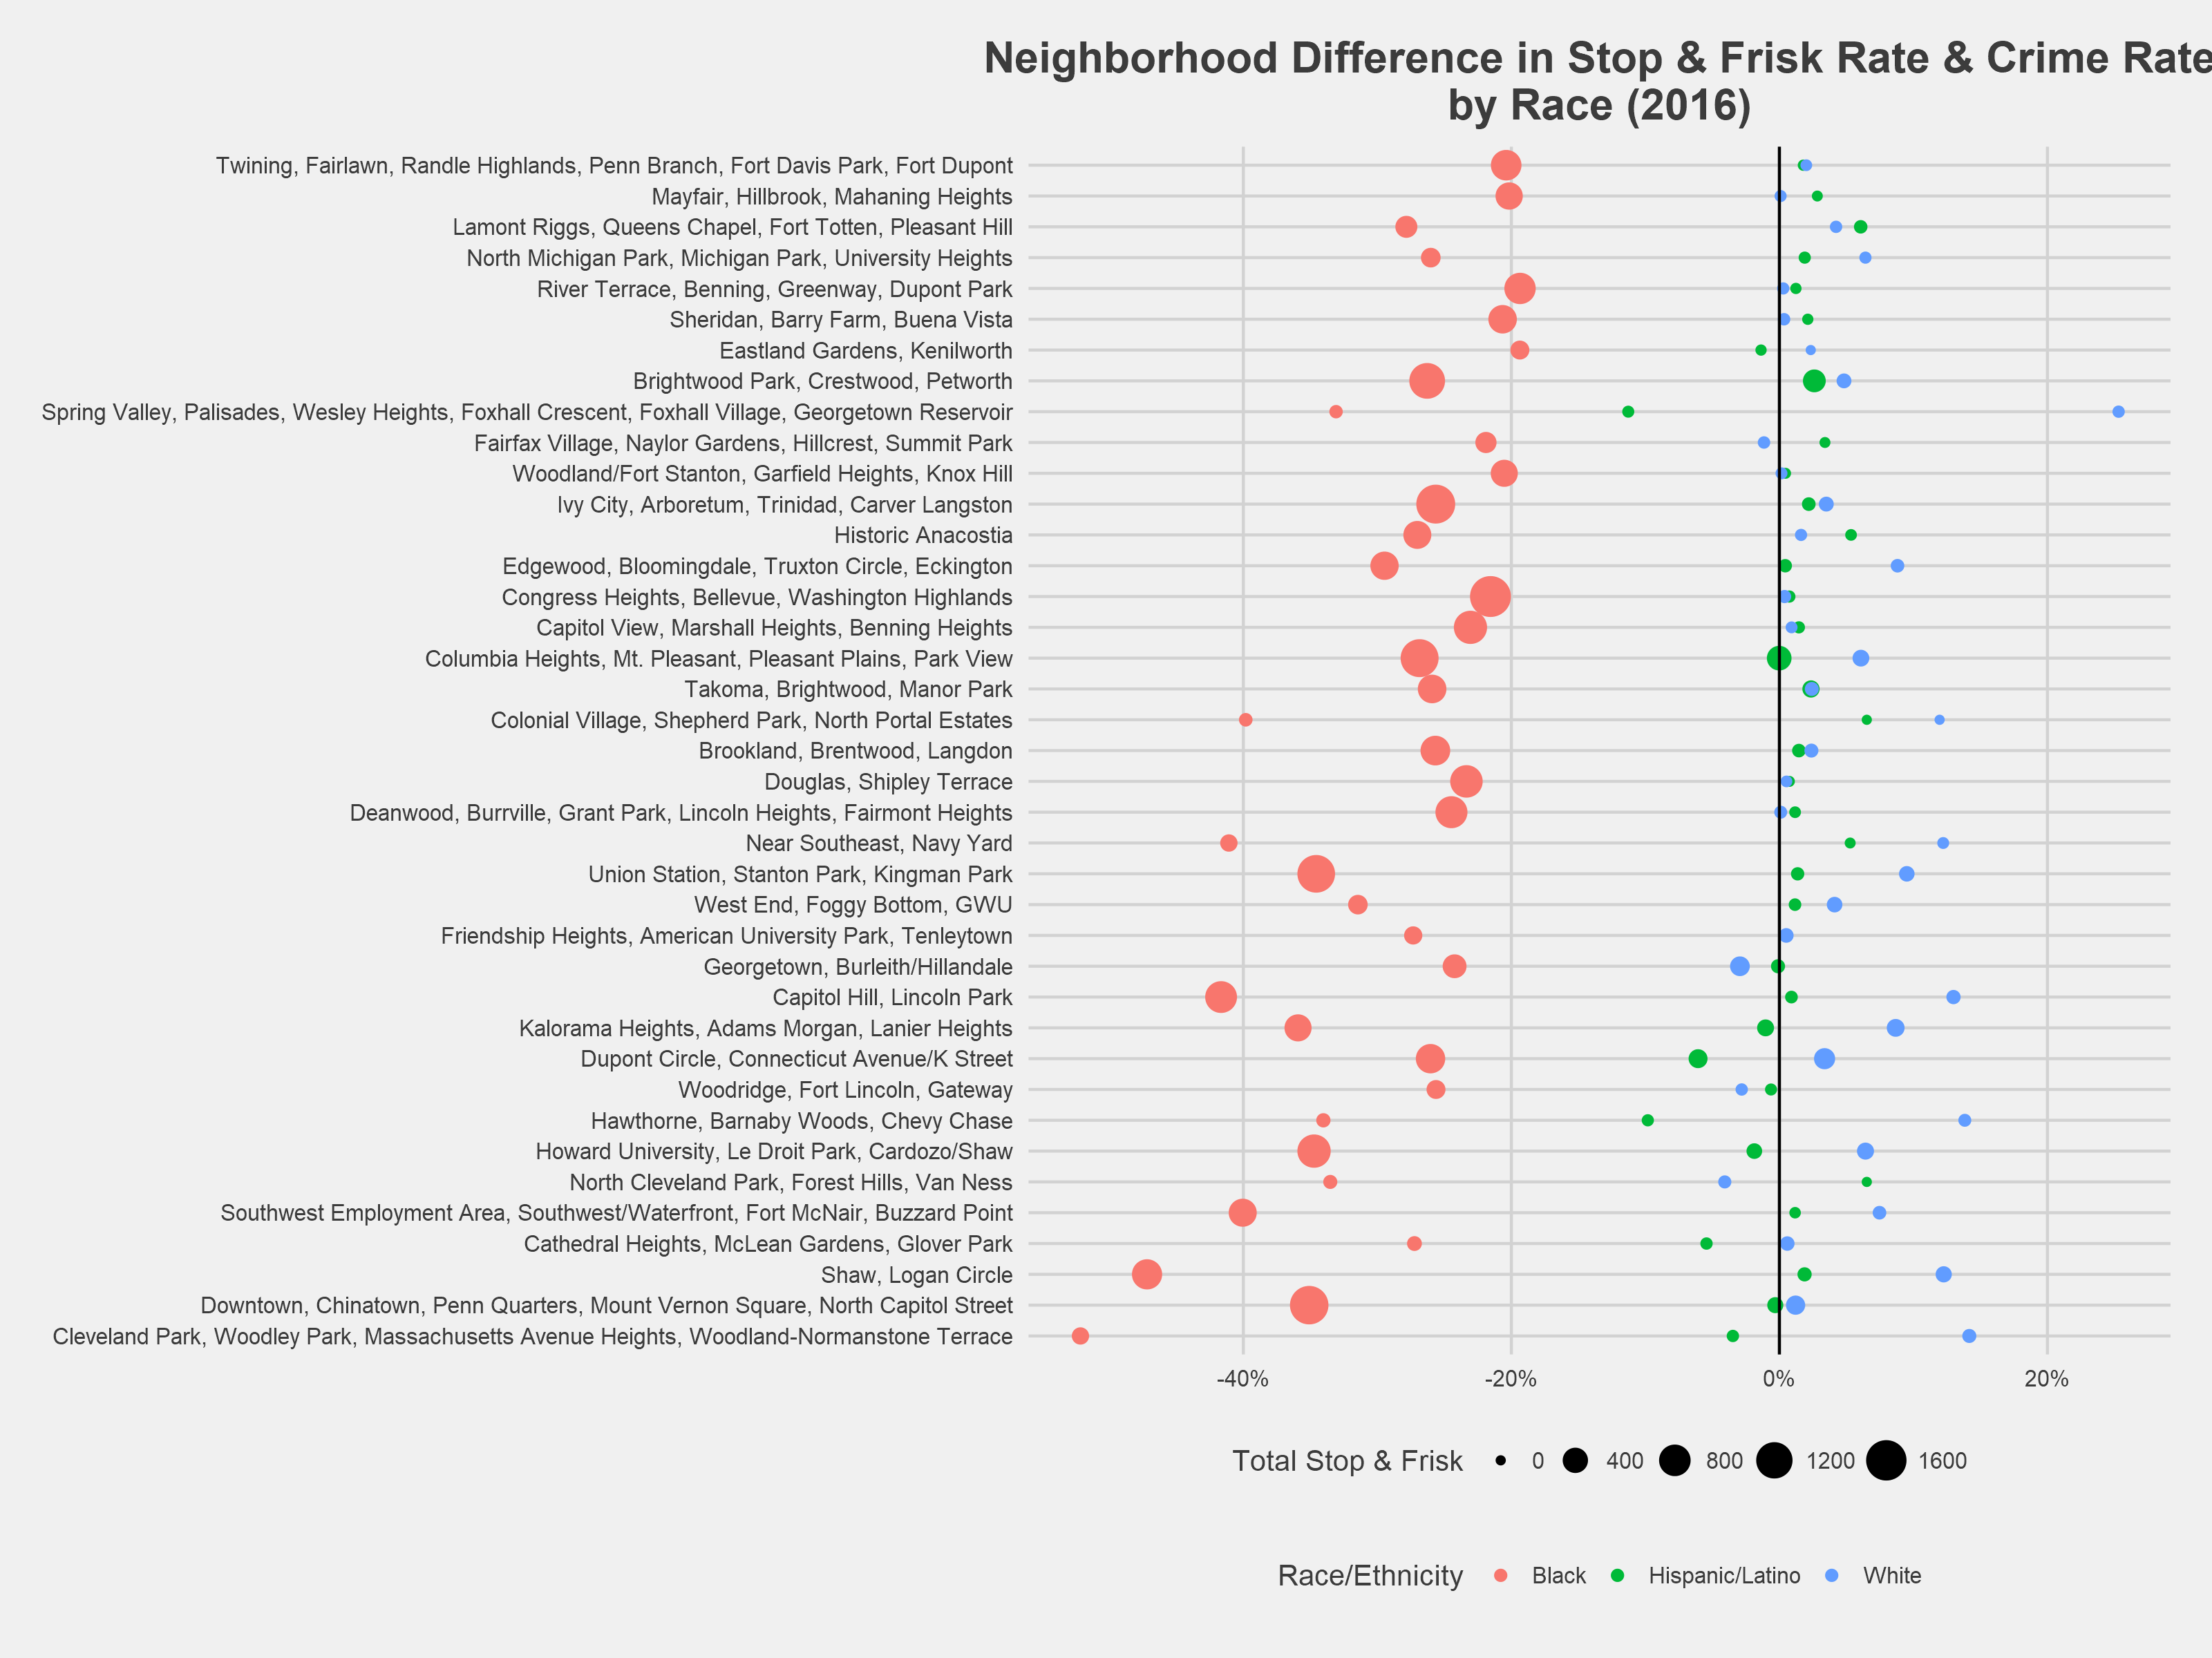 Neighborhood Difference in Stop & Frisk Rate & Crime Rate
by Race (2016)
Twining, Fairlawn, Randle Highlands, Penn Branch, Fort Davis Park, Fort Dupont
Mayfair, Hillbrook, Mahaning Heights
Lamont Riggs, Queens Chapel, Fort Totten, Pleasant Hill
North Michigan Park, Michigan Park, University Heights
River Terrace, Benning, Greenway, Dupont Park
Sheridan, Barry Farm, Buena Vista
Eastland Gardens, Kenilworth
Brightwood Park, Crestwood, Petworth
Spring Valley, Palisades, Wesley Heights, Foxhall Crescent, Foxhall Village, Georgetown Reservoir
Fairfax Village, Naylor Gardens, Hillcrest, Summit Park
Woodland/Fort Stanton, Garfield Heights, Knox Hill
Ivy City, Arboretum, Trinidad, Carver Langston
Historic Anacostia
Edgewood, Bloomingdale, Truxton Circle, Eckington
Congress Heights, Bellevue, Washington Highlands
Capitol View, Marshall Heights, Benning Heights
Columbia Heights, Mt. Pleasant, Pleasant Plains, Park View
Takoma, Brightwood, Manor Park
Colonial Village, Shepherd Park, North Portal Estates
Brookland, Brentwood, Langdon
Douglas, Shipley Terrace
Deanwood, Burrville, Grant Park, Lincoln Heights, Fairmont Heights
Near Southeast, Navy Yard
Union Station, Stanton Park, Kingman Park
West End, Foggy Bottom, GWU
Friendship Heights, American University Park, Tenleytown
Georgetown, Burleith/Hillandale
Capitol Hill, Lincoln Park
Kalorama Heights, Adams Morgan, Lanier Heights
Dupont Circle, Connecticut Avenue/K Street
Woodridge, Fort Lincoln, Gateway
Hawthorne, Barnaby Woods, Chevy Chase
Howard University, Le Droit Park, Cardozo/Shaw
North Cleveland Park, Forest Hills, Van Ness
Southwest Employment Area, Southwest/Waterfront, Fort McNair, Buzzard Point
Cathedral Heights, McLean Gardens, Glover Park
Shaw, Logan Circle
Downtown, Chinatown, Penn Quarters, Mount Vernon Square, North Capitol Street
Cleveland Park, Woodley Park, Massachusetts Avenue Heights, Woodland-Normanstone Terrace
-40% -20% 0% 20%
Total Stop & Frisk 0 400 800 1200 1600
Race/Ethnicity Black Hispanic/Latino White